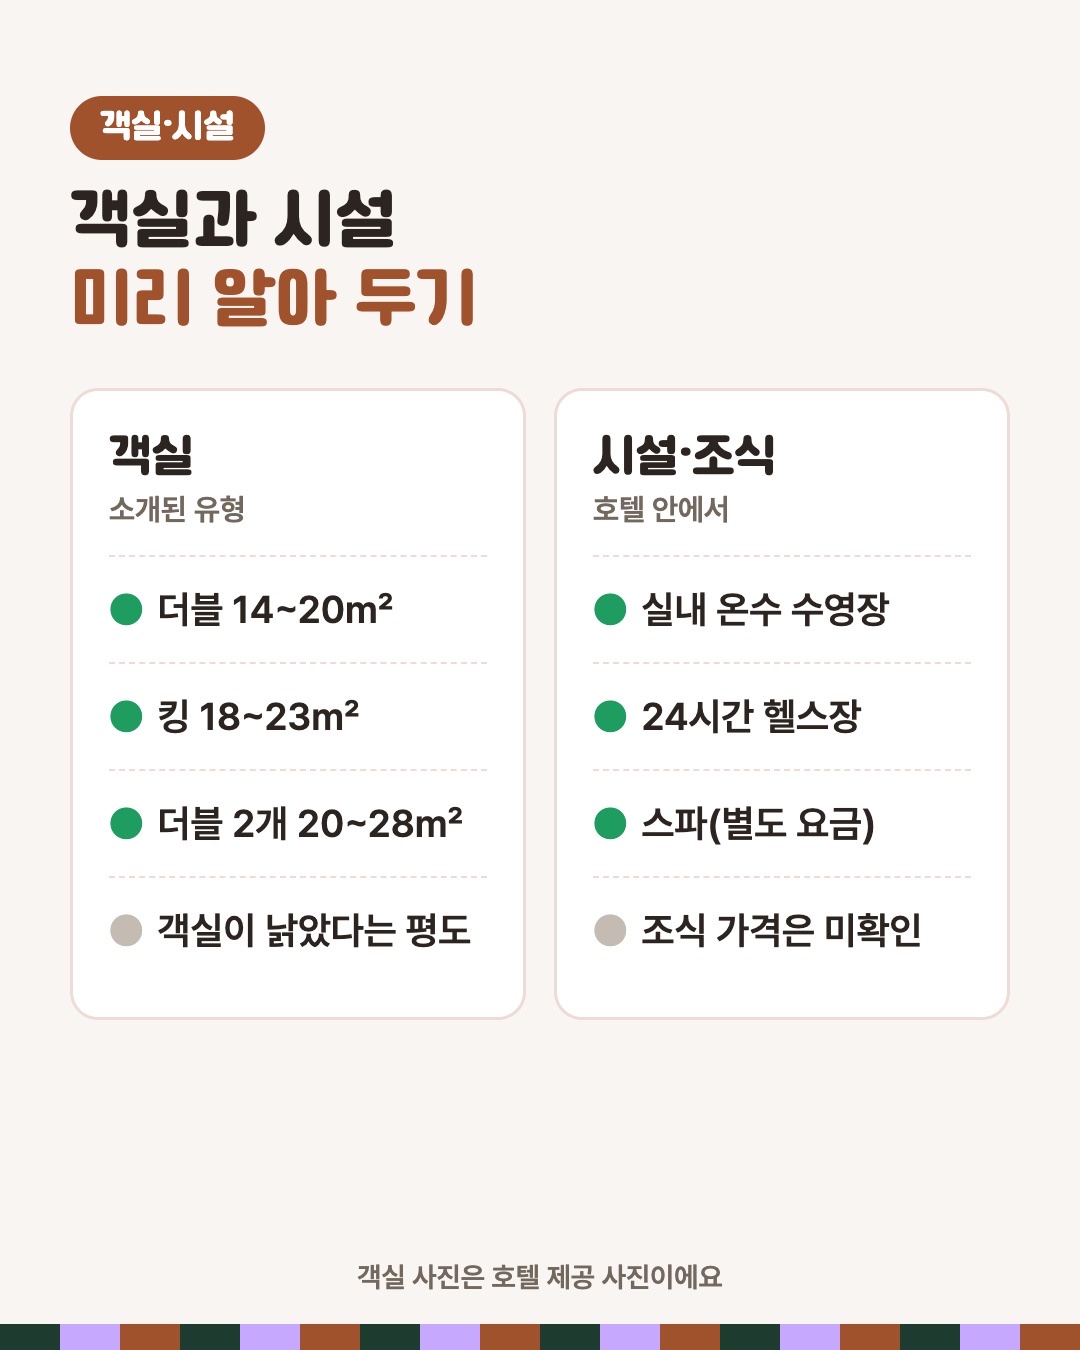 객실·시설
객실과 시설
미리 알아 두기
객실
소개된 유형
더블 14~20m²
킹 18~23m²
더블 2개 20~28m²
객실이 낡았다는 평도
시설·조식
호텔 안에서
실내 온수 수영장
24시간 헬스장
스파(별도 요금)
조식 가격은 미확인
객실 사진은 호텔 제공 사진이에요